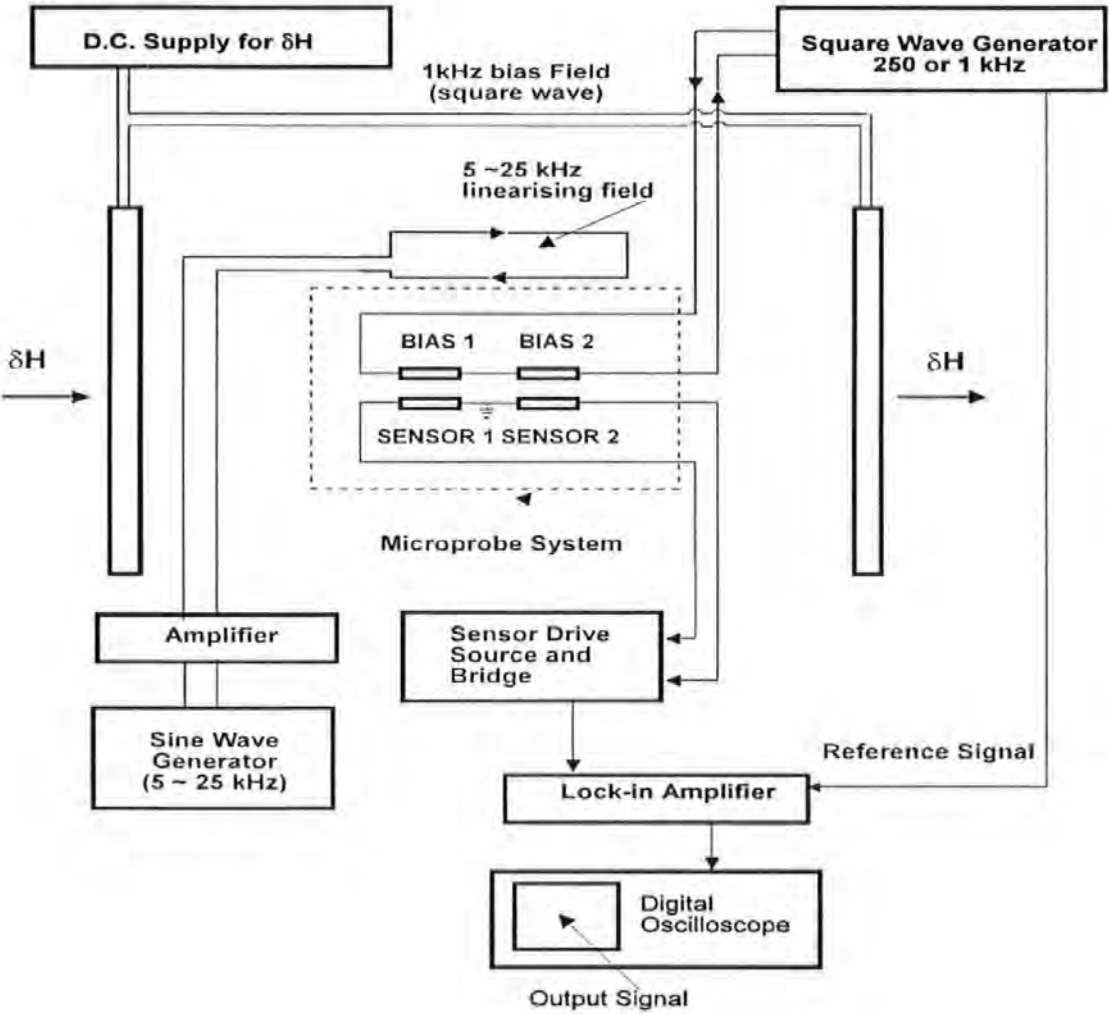 D.C. Supply for δH
Square Wave Generator
250 or 1 kHz
1kHz bias Field
(square wave)
5 ~25 kHz
linearising field
BIAS 1 BIAS 2
δH
δH
SENSOR 1 SENSOR 2
Microprobe System
Amplifier
Sensor Drive
Source and
Bridge
Sine Wave
Generator
(5 ~ 25 kHz)
Reference Signal
Lock-in Amplifier
Digital
Oscilloscope
Output Signal